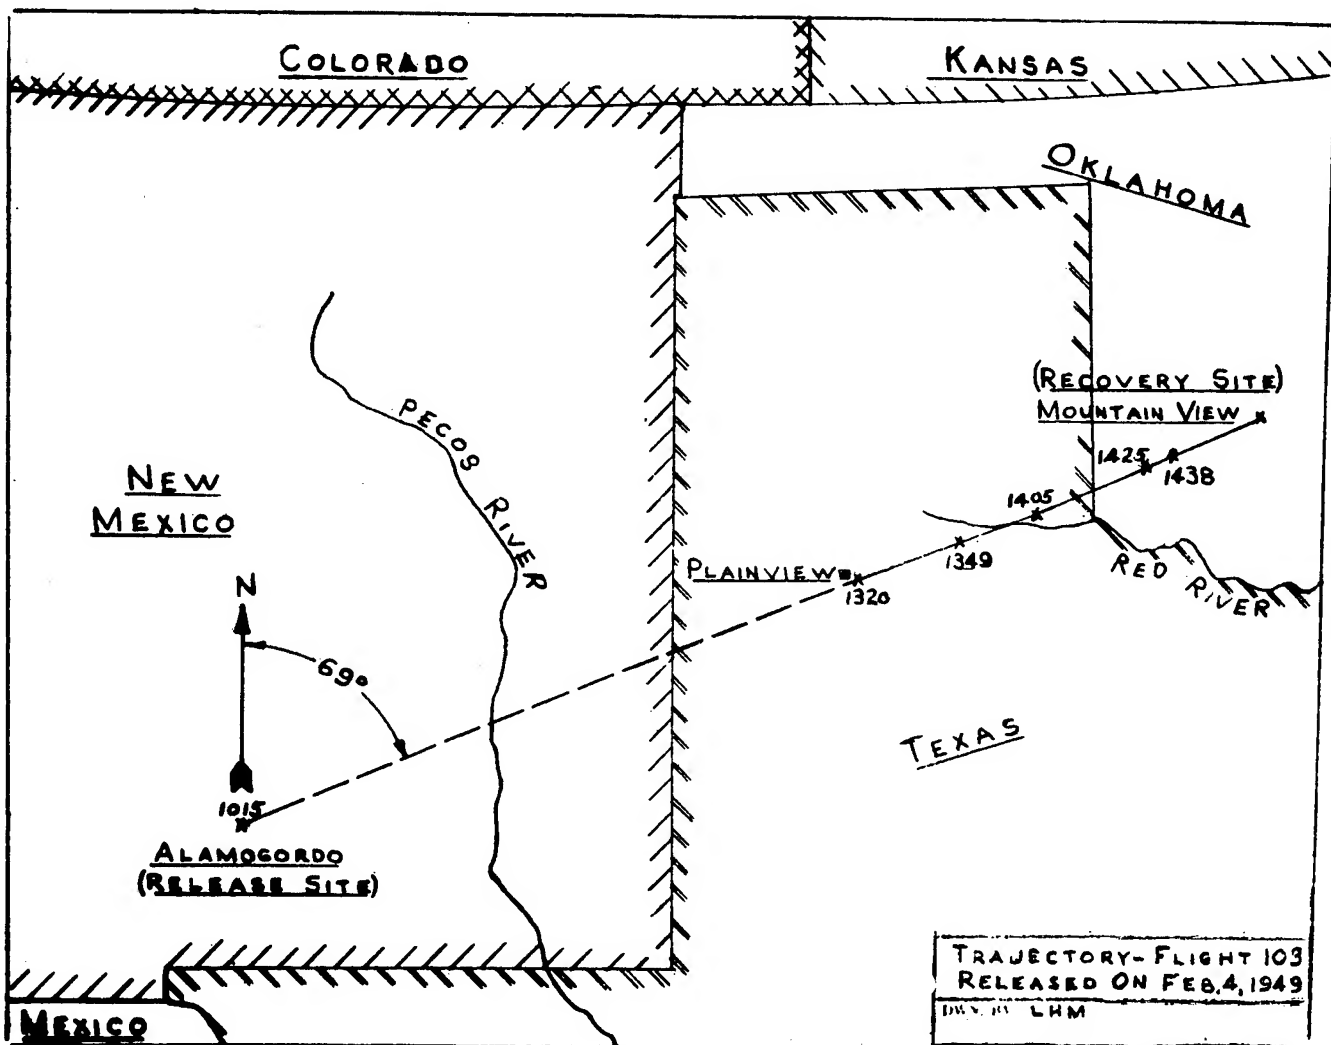 COLORADO
KANSAS
OKLAHOMA
(RECOVERY SITE)
MOUNTAIN VIEW
1425
1438
1405
1349
PECOS RIVER
NEW
MEXICO
PLAINVIEW
1320
RED RIVER
N
69°
TEXAS
1015
ALAMOGORDO
(RELEASE SITE)
MEXICO
TRAJECTORY-FLIGHT 103
RELEASED ON FEB.4,1949
LHM